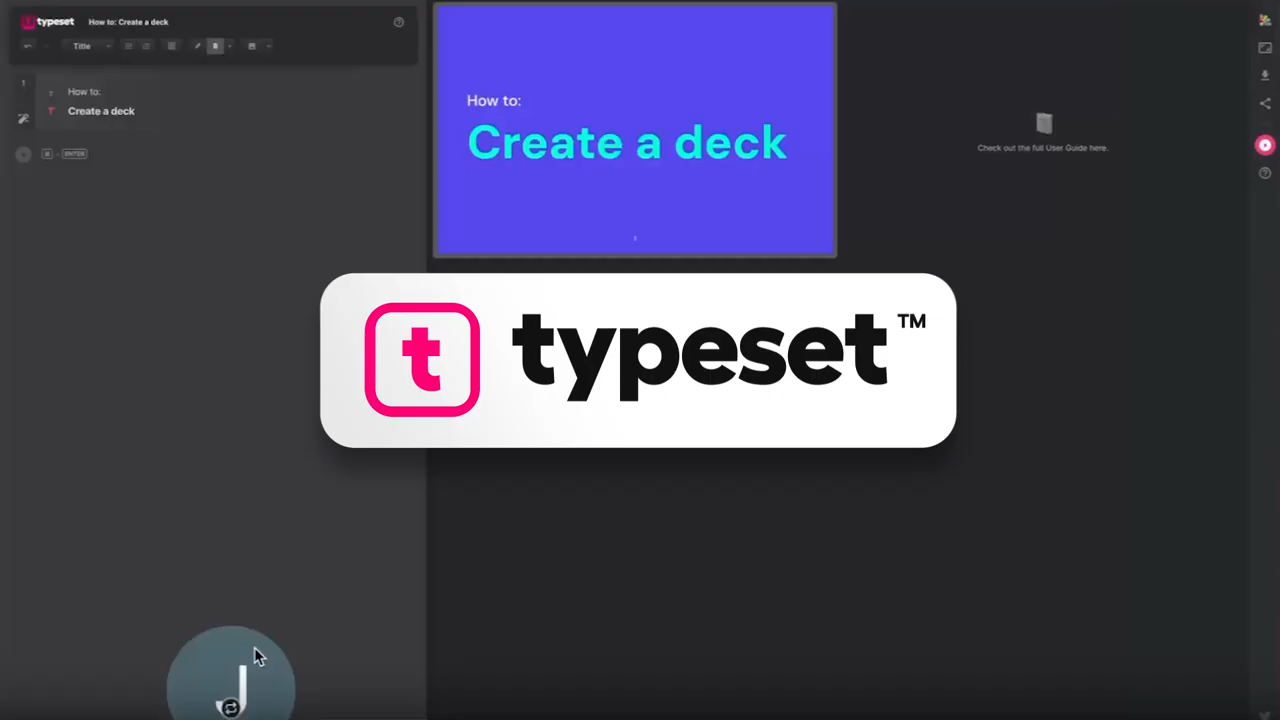 typeset How to: Create a deck
Title
1
How to:
T Create a deck
ENTER
How to:
Create a deck
Check out the full User Guide here.
t typeset™
J